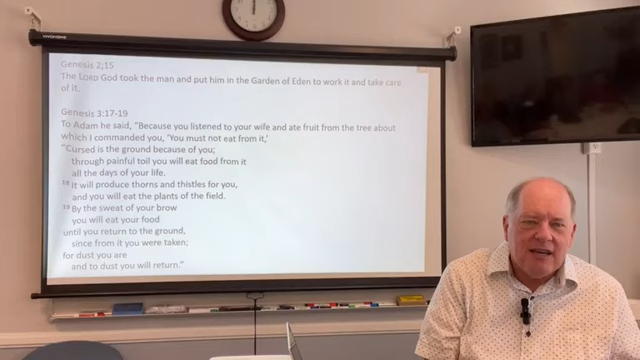 Genesis 2;15
The LORD God took the man and put him in the Garden of Eden to work it and take care
of it.
Genesis 3:17-19
To Adam he said, “Because you listened to your wife and ate fruit from the tree about
which I commanded you, ‘You must not eat from it,’
“Cursed is the ground because of you;
through painful toil you will eat food from it
all the days of your life.
18 It will produce thorns and thistles for you,
and you will eat the plants of the field.
19 By the sweat of your brow
you will eat your food
until you return to the ground,
since from it you were taken;
for dust you are
and to dust you will return.”